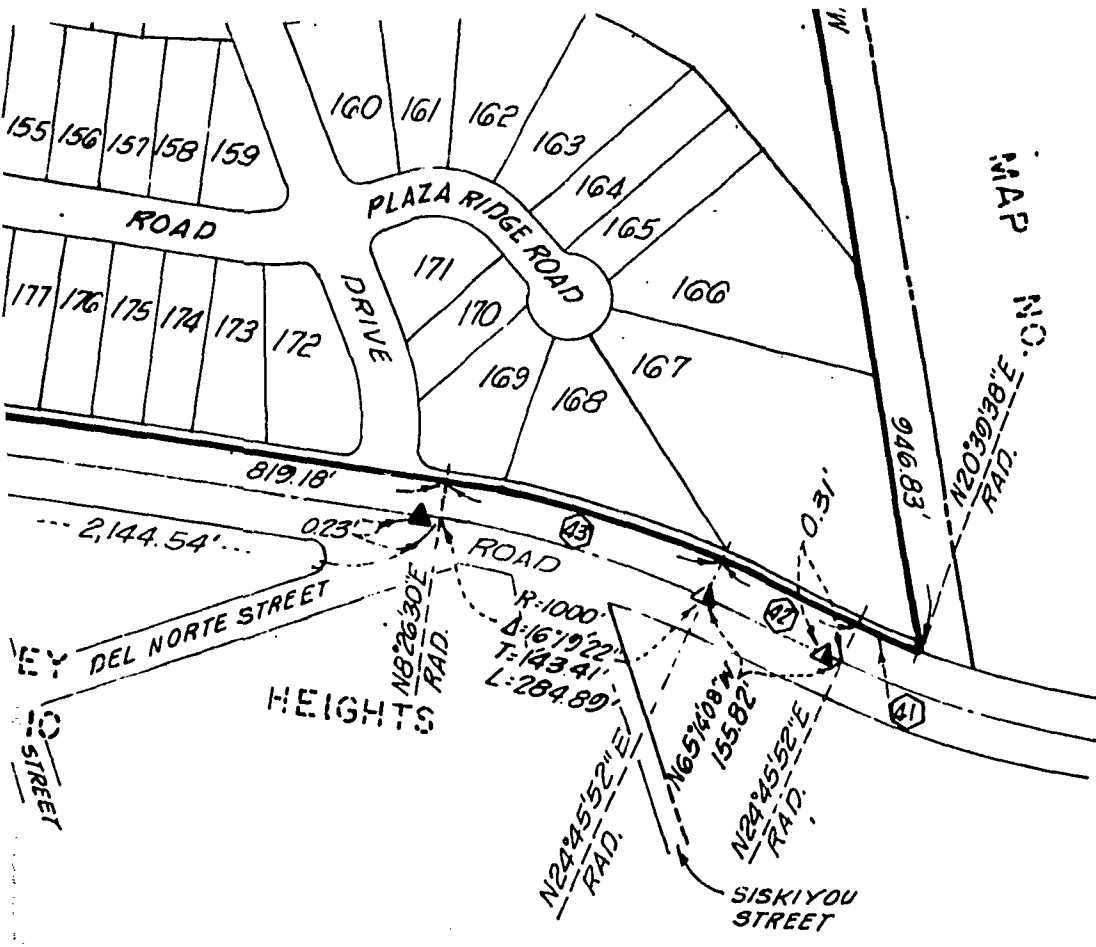 155
156
157
158
159
160
161
162
163
164
165
166
167
168
169
170
171
172
173
174
175
176
177
ROAD
PLAZA RIDGE ROAD
DRIVE
MAP NO.
M.
946.83'
N20°30'38"E
RAD.
819.18'
2,144.54'
0.23'
ROAD
43
42
41
0.31'
N8°26'30"E
RAD.
R=1000'
Δ=16°19'22"
T=143.41'
L=284.89'
N65°14'08"W
155.82'
N24°45'52"E
RAD.
N24°45'52"E
RAD.
EY
DEL NORTE STREET
HEIGHTS
10
STREET
SISKIYOU
STREET